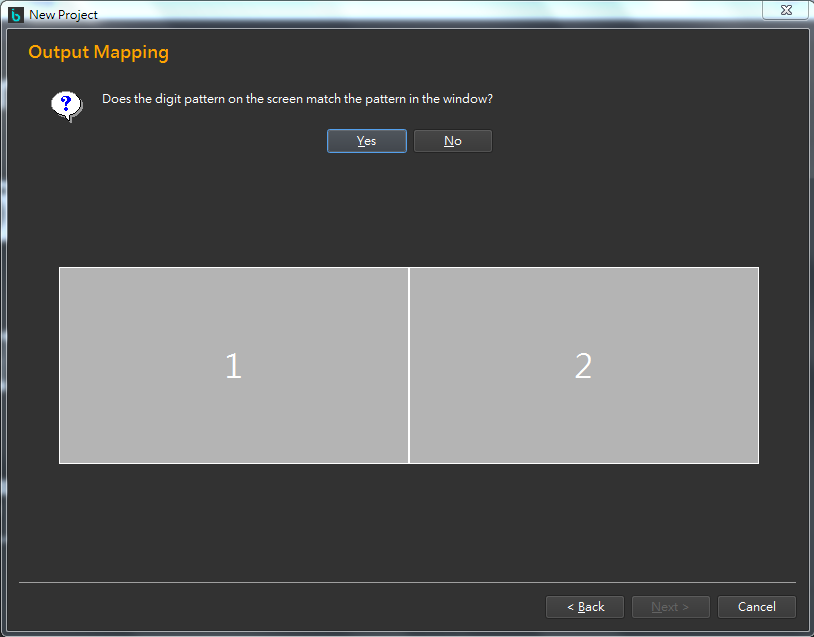 New Project
Output Mapping
?
Does the digit pattern on the screen match the pattern in the window?
Yes No
1 2
< Back Next > Cancel